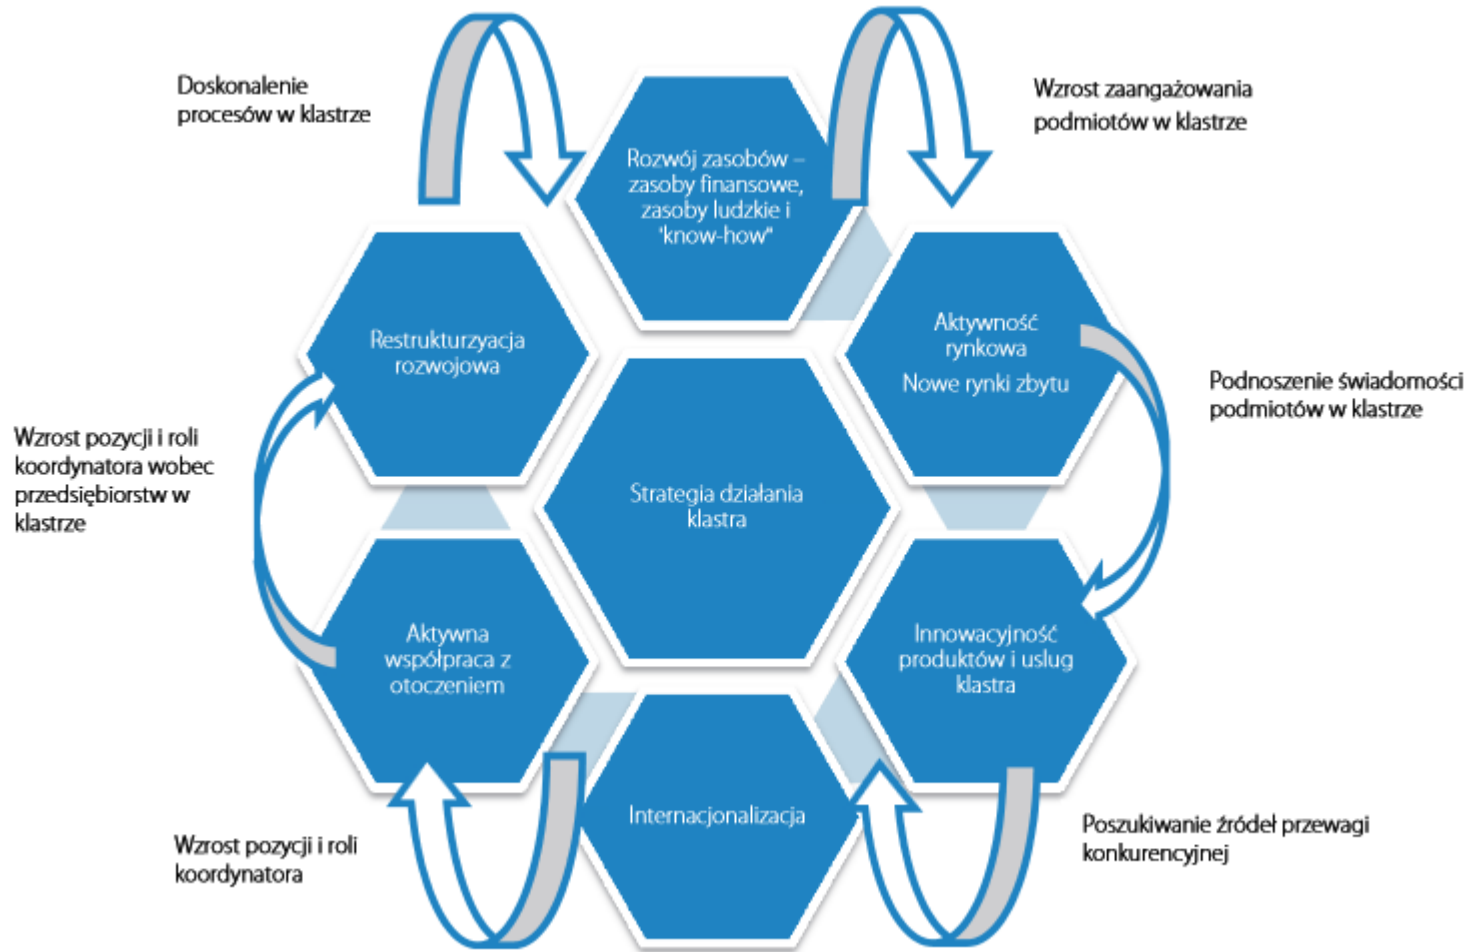 Doskonalenie
procesów w klastrze
Wzrost zaangażowania
podmiotów w klastrze
Rozwój zasobów –
zasoby finansowe,
zasoby ludzkie i
'know-how"
Restrukturzyacja
rozwojowa
Aktywność
rynkowa
Nowe rynki zbytu
Podnoszenie świadomości
podmiotów w klastrze
Wzrost pozycji i roli
koordynatora wobec
przedsiębiorstw w
klastrze
Strategia działania
klastra
Aktywna
współpraca z
otoczeniem
Innowacyjność
produktów i uslug
klastra
Internacjonalizacja
Wzrost pozycji i roli
koordynatora
Poszukiwanie źródeł przewagi
konkurencyjnej